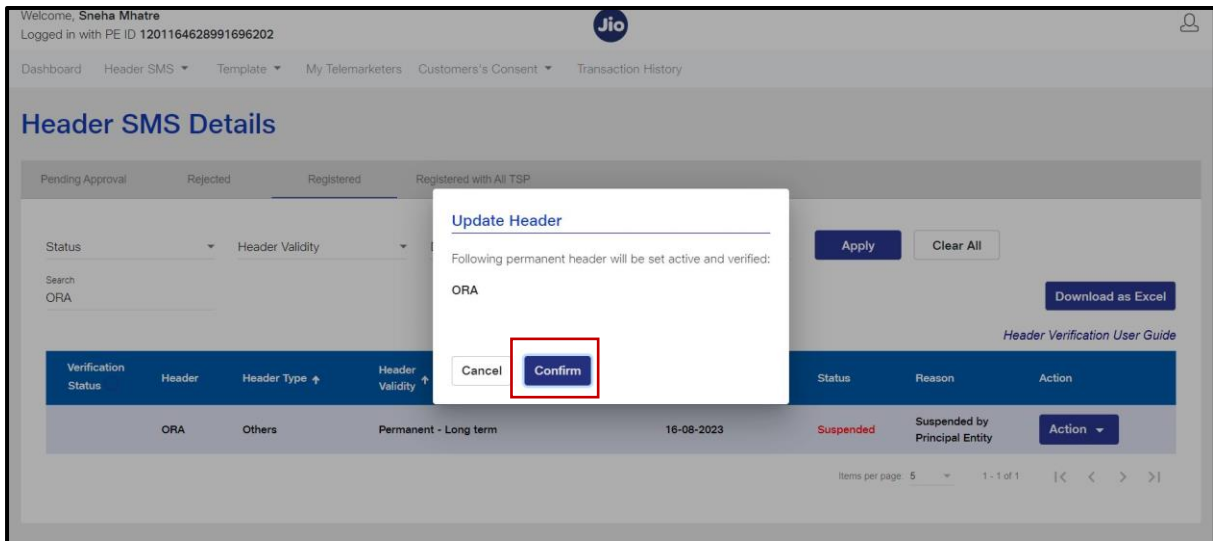 Welcome, Sneha Mhatre
Logged in with PE ID 1201164628991696202
Jio
Dashboard Header SMS Template My Telemarketers Customers's Consent Transaction History
Header SMS Details
Pending Approval Rejected Registered Registered with All TSP
Update Header
Following permanent header will be set active and verified:
ORA
Cancel Confirm
Status Header Validity Apply Clear All
Search
ORA
Download as Excel
Header Verification User Guide
Verification Status Header Header Type Header Validity Status Reason Action
ORA Others Permanent - Long term 16-08-2023 Suspended Suspended by Principal Entity Action
Items per page: 5 1 - 1 of 1